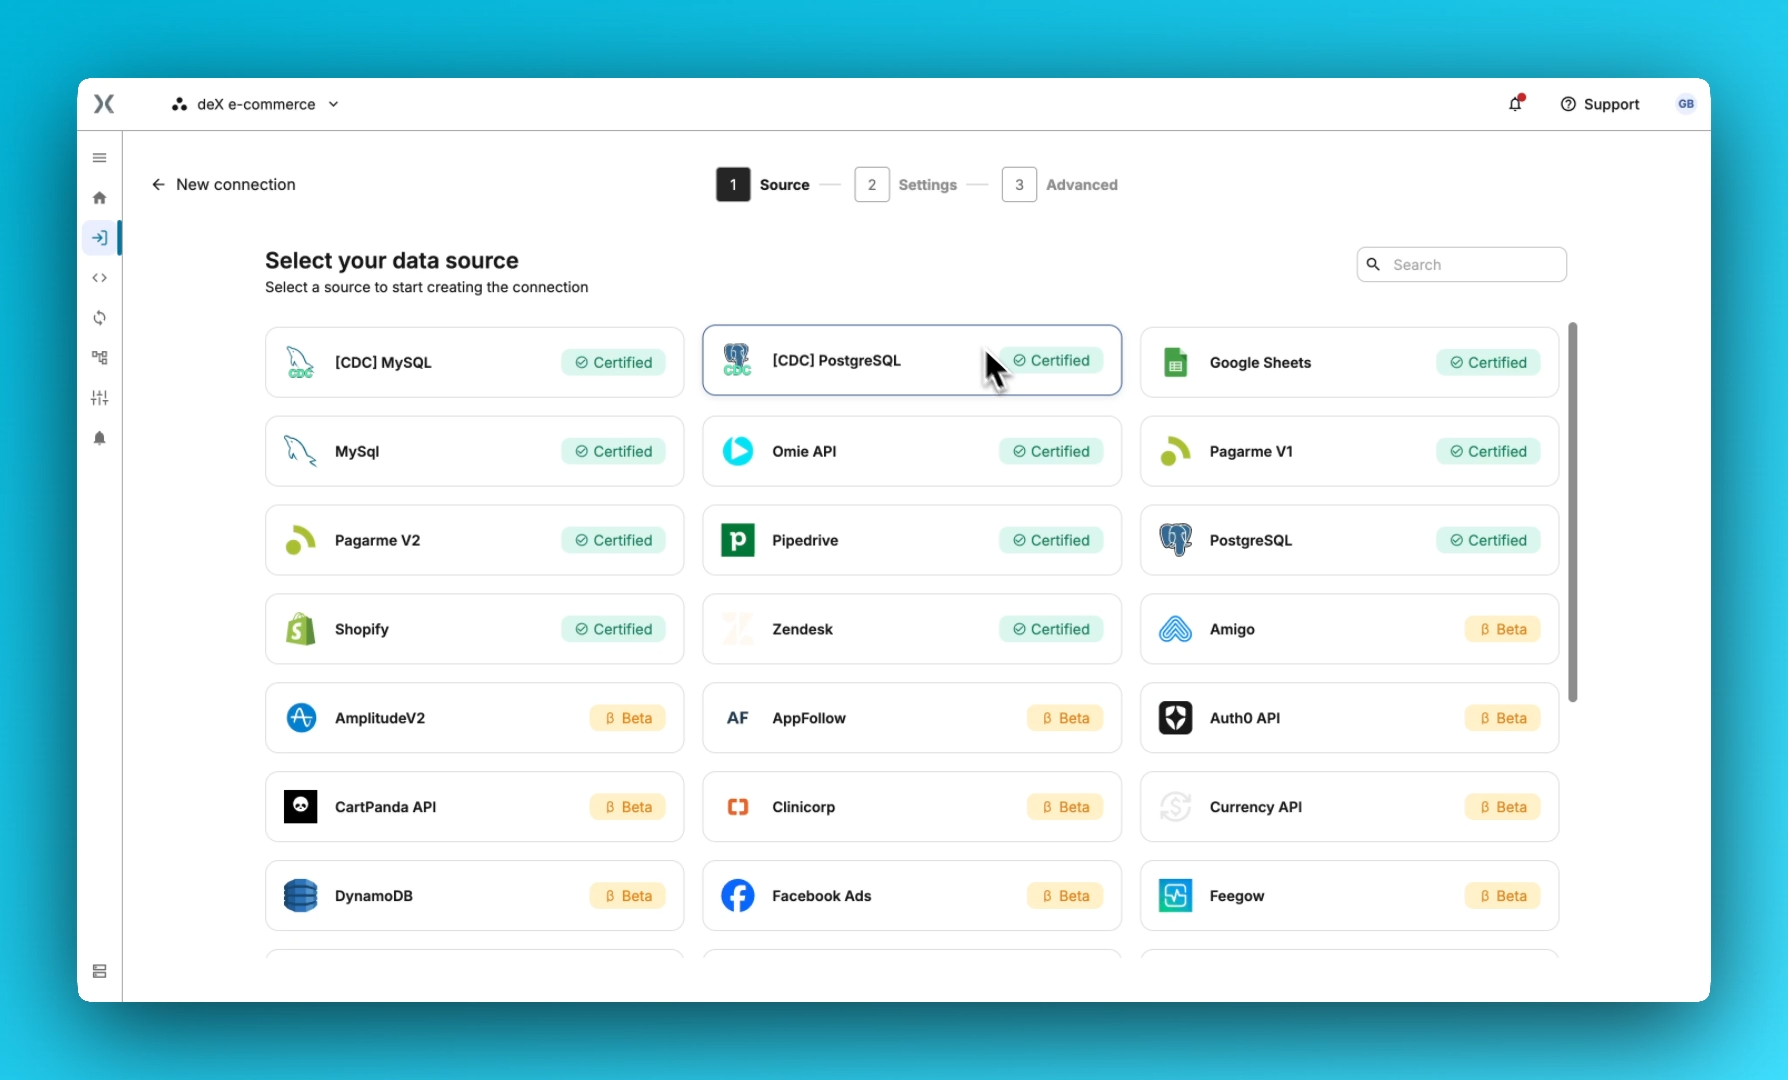 deX e-commerce
Support
GB
New connection
1 Source
2 Settings
3 Advanced
Select your data source
Select a source to start creating the connection
Search
CDC [CDC] MySQL Certified
CDC [CDC] PostgreSQL Certified
Google Sheets Certified
MySql Certified
Omie API Certified
Pagarme V1 Certified
Pagarme V2 Certified
p Pipedrive Certified
PostgreSQL Certified
S Shopify Certified
Zendesk Certified
Amigo β Beta
AmplitudeV2 β Beta
AF AppFollow β Beta
Auth0 API β Beta
CartPanda API β Beta
Clinicorp β Beta
$ Currency API β Beta
DynamoDB β Beta
f Facebook Ads β Beta
Feegow β Beta